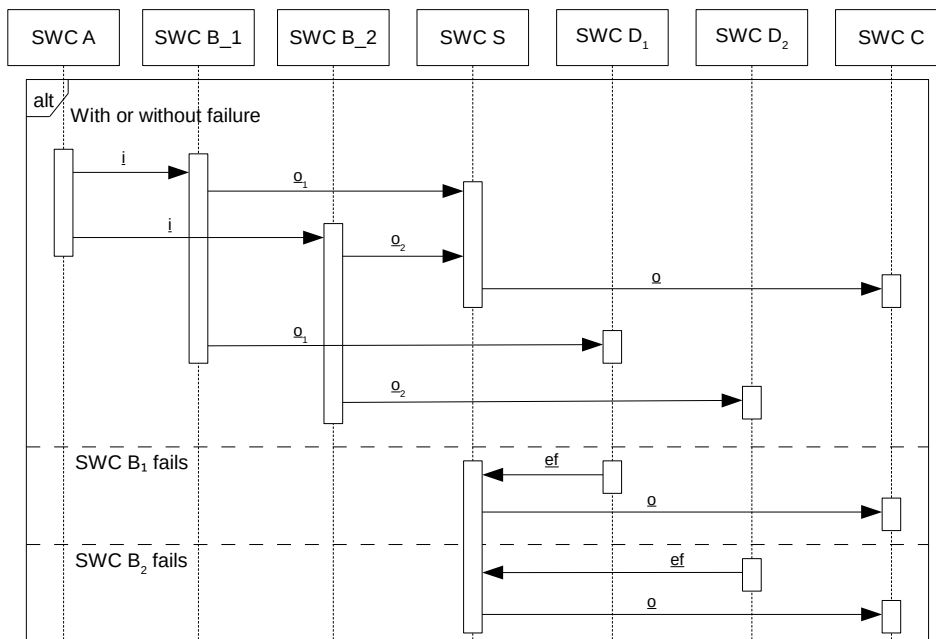 SWC A SWC B_1 SWC B_2 SWC S SWC D₁ SWC D₂ SWC C
alt
With or without failure
i
o₁
i
o₂
o
o₁
o₂
SWC B₁ fails
ef
o
SWC B₂ fails
ef
o